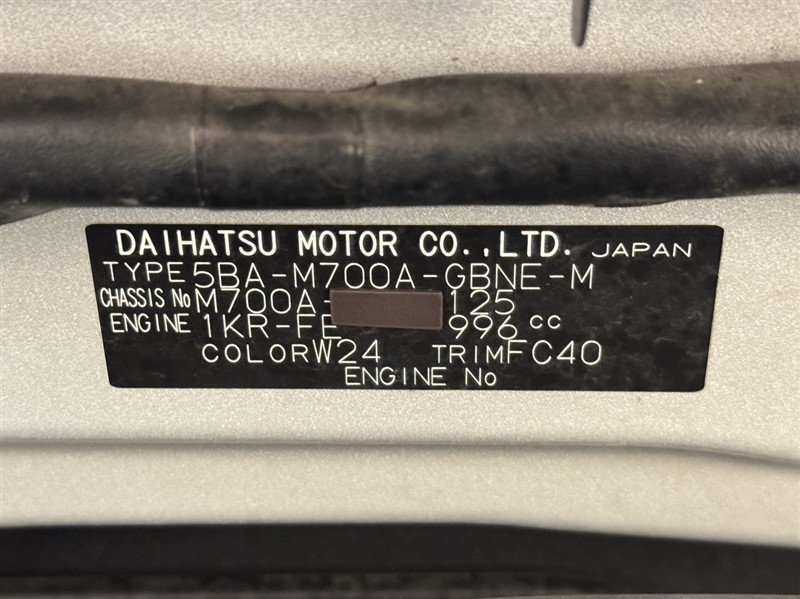 DAIHATSU MOTOR CO.,LTD. JAPAN
TYPE 5BA-M700A-GBNE-M
CHASSIS No M700A- 125
ENGINE 1KR-FE 996 cc
COLOR W24 TRIM FC40
ENGINE No